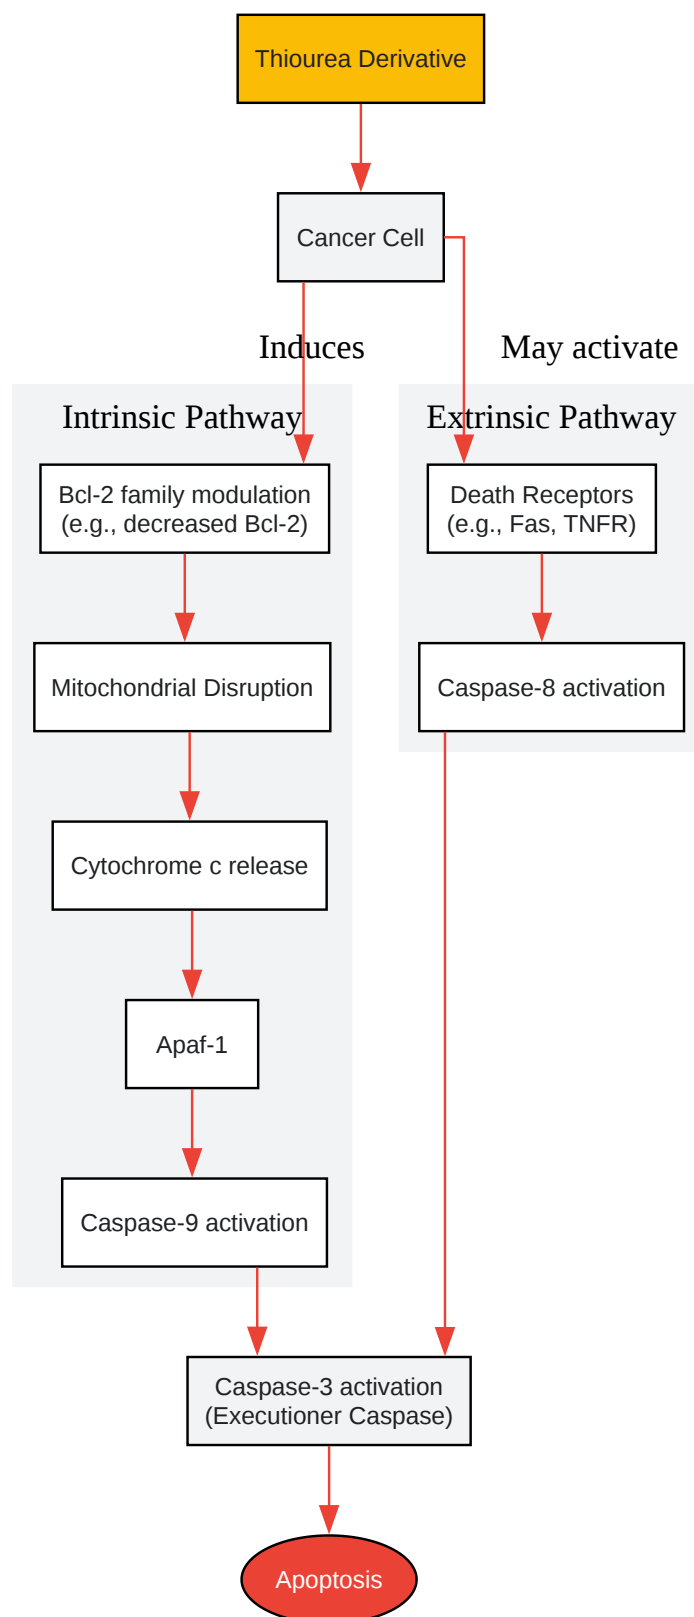 Thiourea Derivative
Cancer Cell
Induces
May activate
Intrinsic Pathway
Extrinsic Pathway
Bcl-2 family modulation
(e.g., decreased Bcl-2)
Death Receptors
(e.g., Fas, TNFR)
Mitochondrial Disruption
Caspase-8 activation
Cytochrome c release
Apaf-1
Caspase-9 activation
Caspase-3 activation
(Executioner Caspase)
Apoptosis